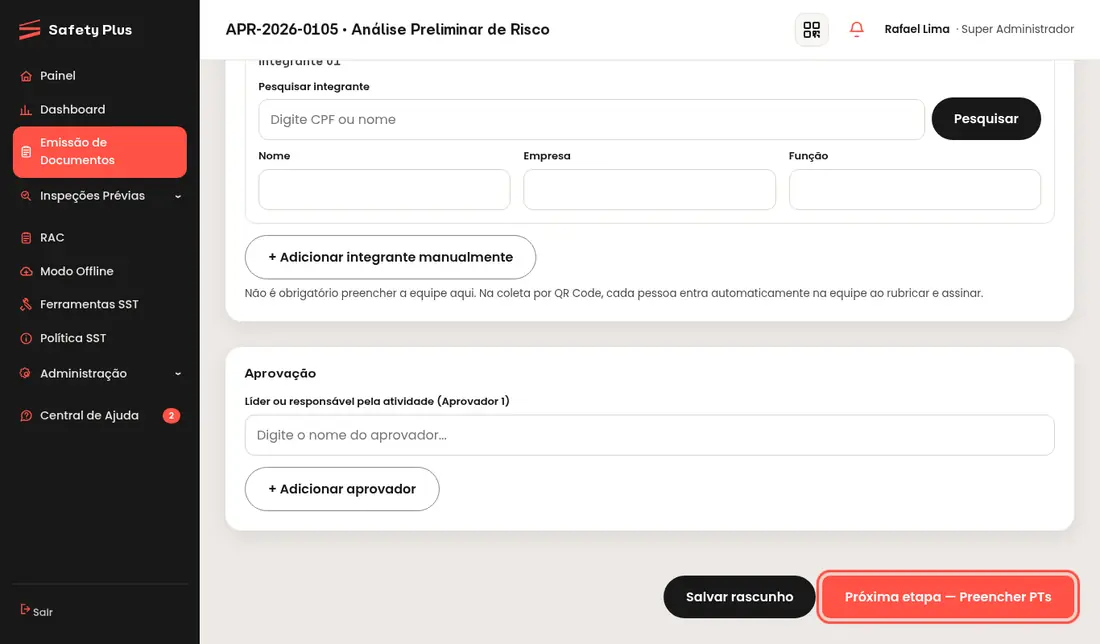 Safety Plus
APR-2026-0105 • Análise Preliminar de Risco
Rafael Lima · Super Administrador
Painel
Dashboard
Emissão de
Documentos
Inspeções Prévias
RAC
Modo Offline
Ferramentas SST
Política SST
Administração
Central de Ajuda 2
Sair
Integrante 01
Pesquisar integrante
Digite CPF ou nome
Pesquisar
Nome Empresa Função
+ Adicionar integrante manualmente
Não é obrigatório preencher a equipe aqui. Na coleta por QR Code, cada pessoa entra automaticamente na equipe ao rubricar e assinar.
Aprovação
Líder ou responsável pela atividade (Aprovador 1)
Digite o nome do aprovador...
+ Adicionar aprovador
Salvar rascunho
Próxima etapa — Preencher PTs